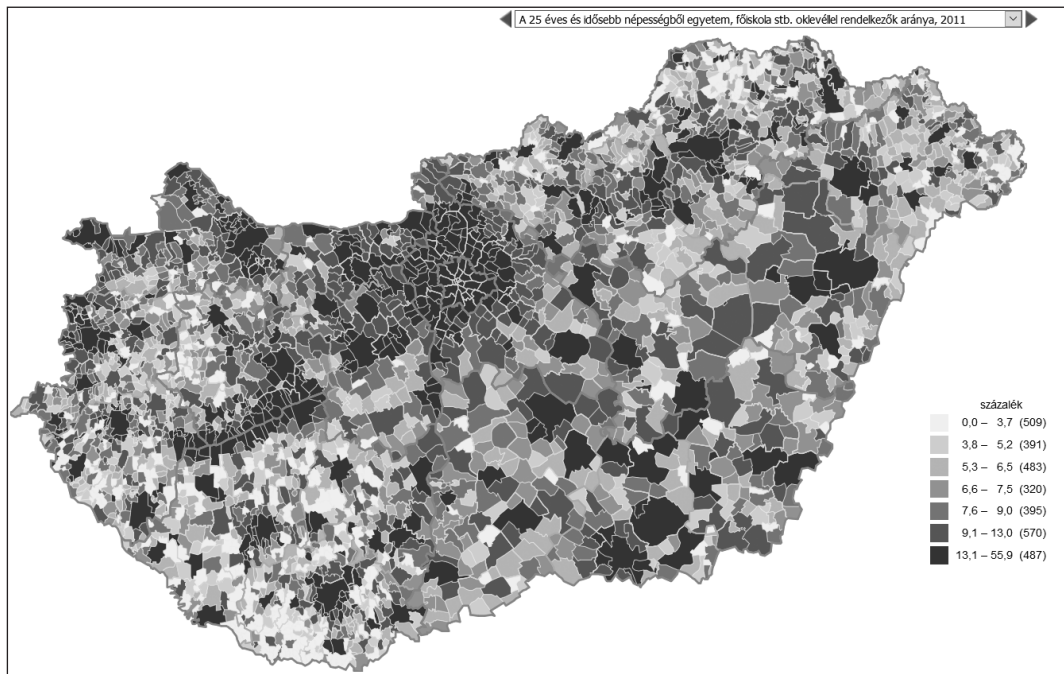 A 25 éves és idősebb népességből egyetem, főiskola stb. oklevéllel rendelkezők aránya, 2011
százalék
0,0 – 3,7 (509)
3,8 – 5,2 (391)
5,3 – 6,5 (483)
6,6 – 7,5 (320)
7,6 – 9,0 (395)
9,1 – 13,0 (570)
13,1 – 55,9 (487)